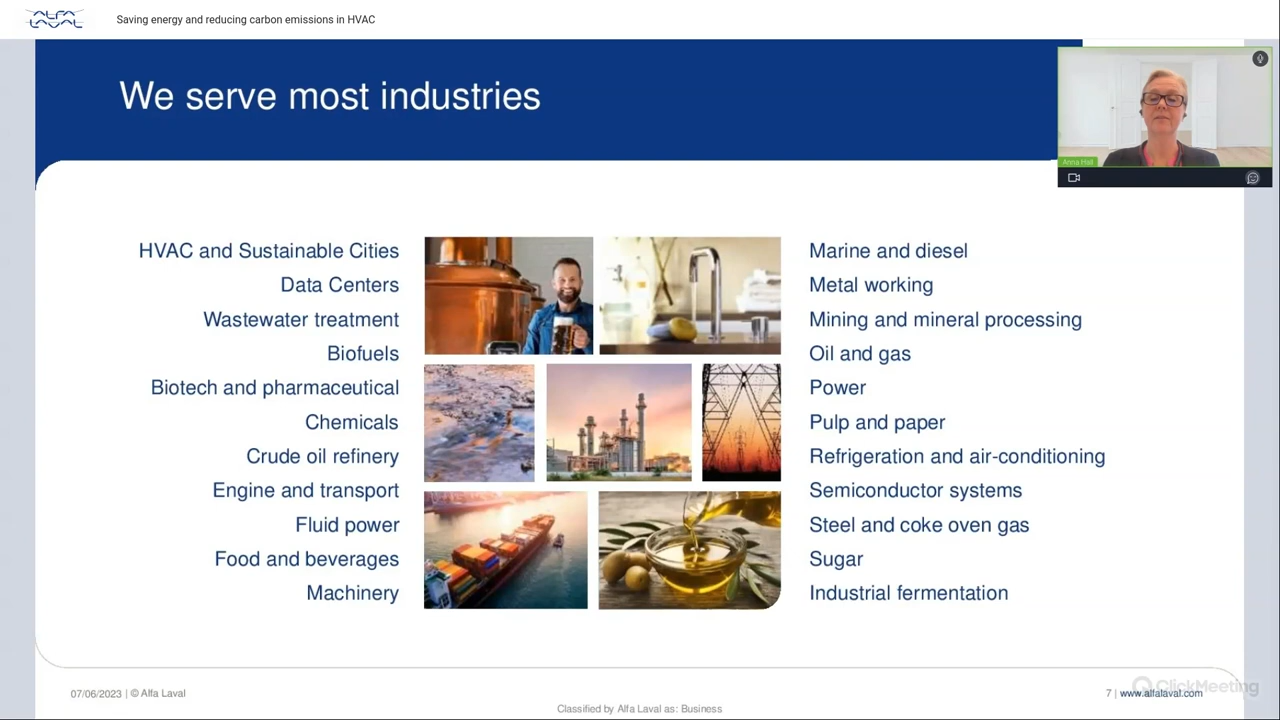 ALFA
LAVAL
Saving energy and reducing carbon emissions in HVAC
We serve most industries
Anna Hall
HVAC and Sustainable Cities
Data Centers
Wastewater treatment
Biofuels
Biotech and pharmaceutical
Chemicals
Crude oil refinery
Engine and transport
Fluid power
Food and beverages
Machinery
Marine and diesel
Metal working
Mining and mineral processing
Oil and gas
Power
Pulp and paper
Refrigeration and air-conditioning
Semiconductor systems
Steel and coke oven gas
Sugar
Industrial fermentation
07/06/2023 | © Alfa Laval
7 | www.alfalaval.com
ClickMeeting
Classified by Alfa Laval as: Business